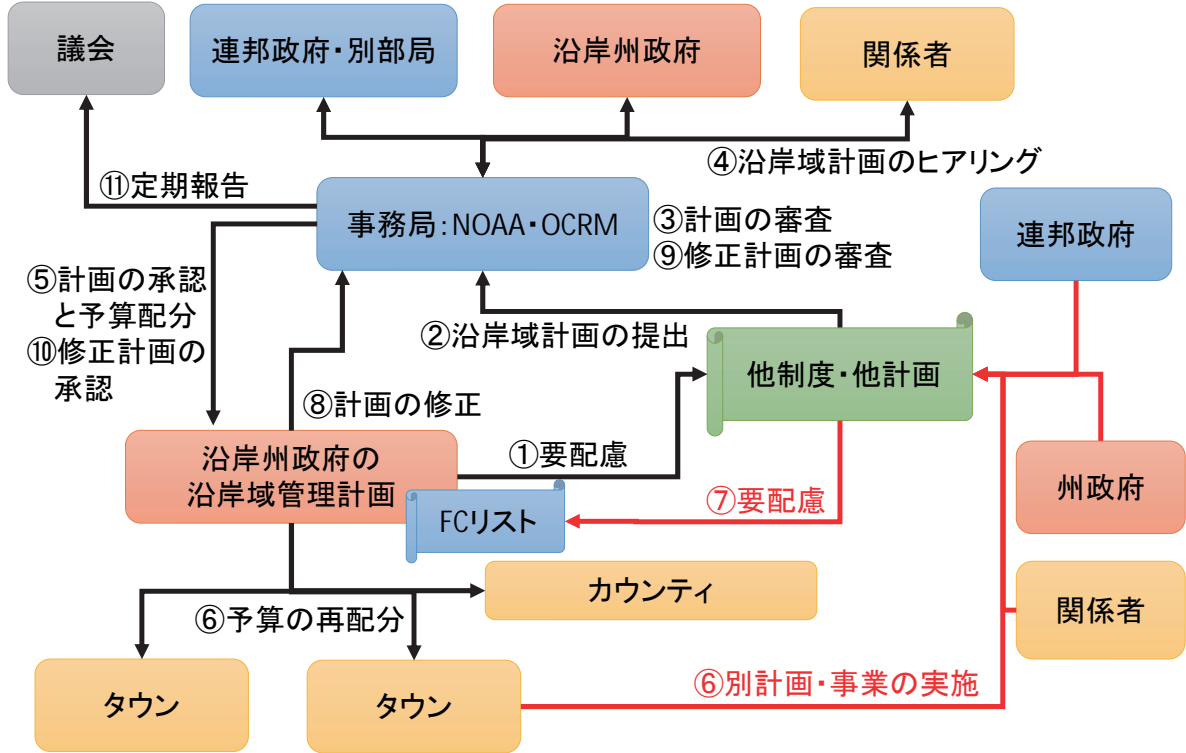 議会
連邦政府・別部局
沿岸州政府
関係者
④沿岸域計画のヒアリング
⑪定期報告
事務局:NOAA・OCRM
③計画の審査
⑨修正計画の審査
連邦政府
⑤計画の承認
と予算配分
⑩修正計画の
承認
②沿岸域計画の提出
他制度・他計画
⑧計画の修正
沿岸州政府の
沿岸域管理計画
①要配慮
FCリスト
⑦要配慮
州政府
カウンティ
関係者
⑥予算の再配分
タウン
タウン
⑥別計画・事業の実施